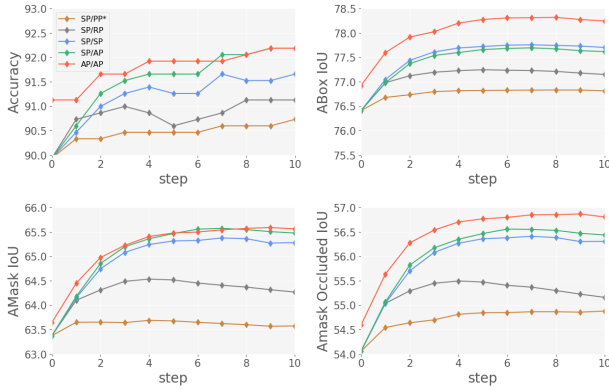 93.0
92.5
92.0
91.5
91.0
90.5
90.0
Accuracy
SP/PP*
SP/RP
SP/SP
SP/AP
AP/AP
0 2 4 6 8 10
step
78.5
78.0
77.5
77.0
76.5
76.0
75.5
ABox IoU
0 2 4 6 8 10
step
66.0
65.5
65.0
64.5
64.0
63.5
63.0
AMask IoU
0 2 4 6 8 10
step
57.0
56.5
56.0
55.5
55.0
54.5
54.0
Amask Occluded IoU
0 2 4 6 8 10
step